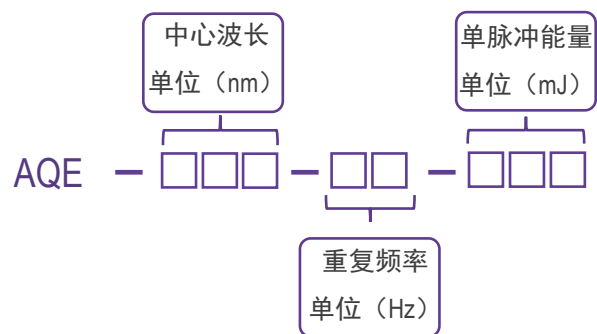 中心波长
单位（nm）
单脉冲能量
单位（mJ）
AQE – □□□ – □□ – □□□
重复频率
单位（Hz）